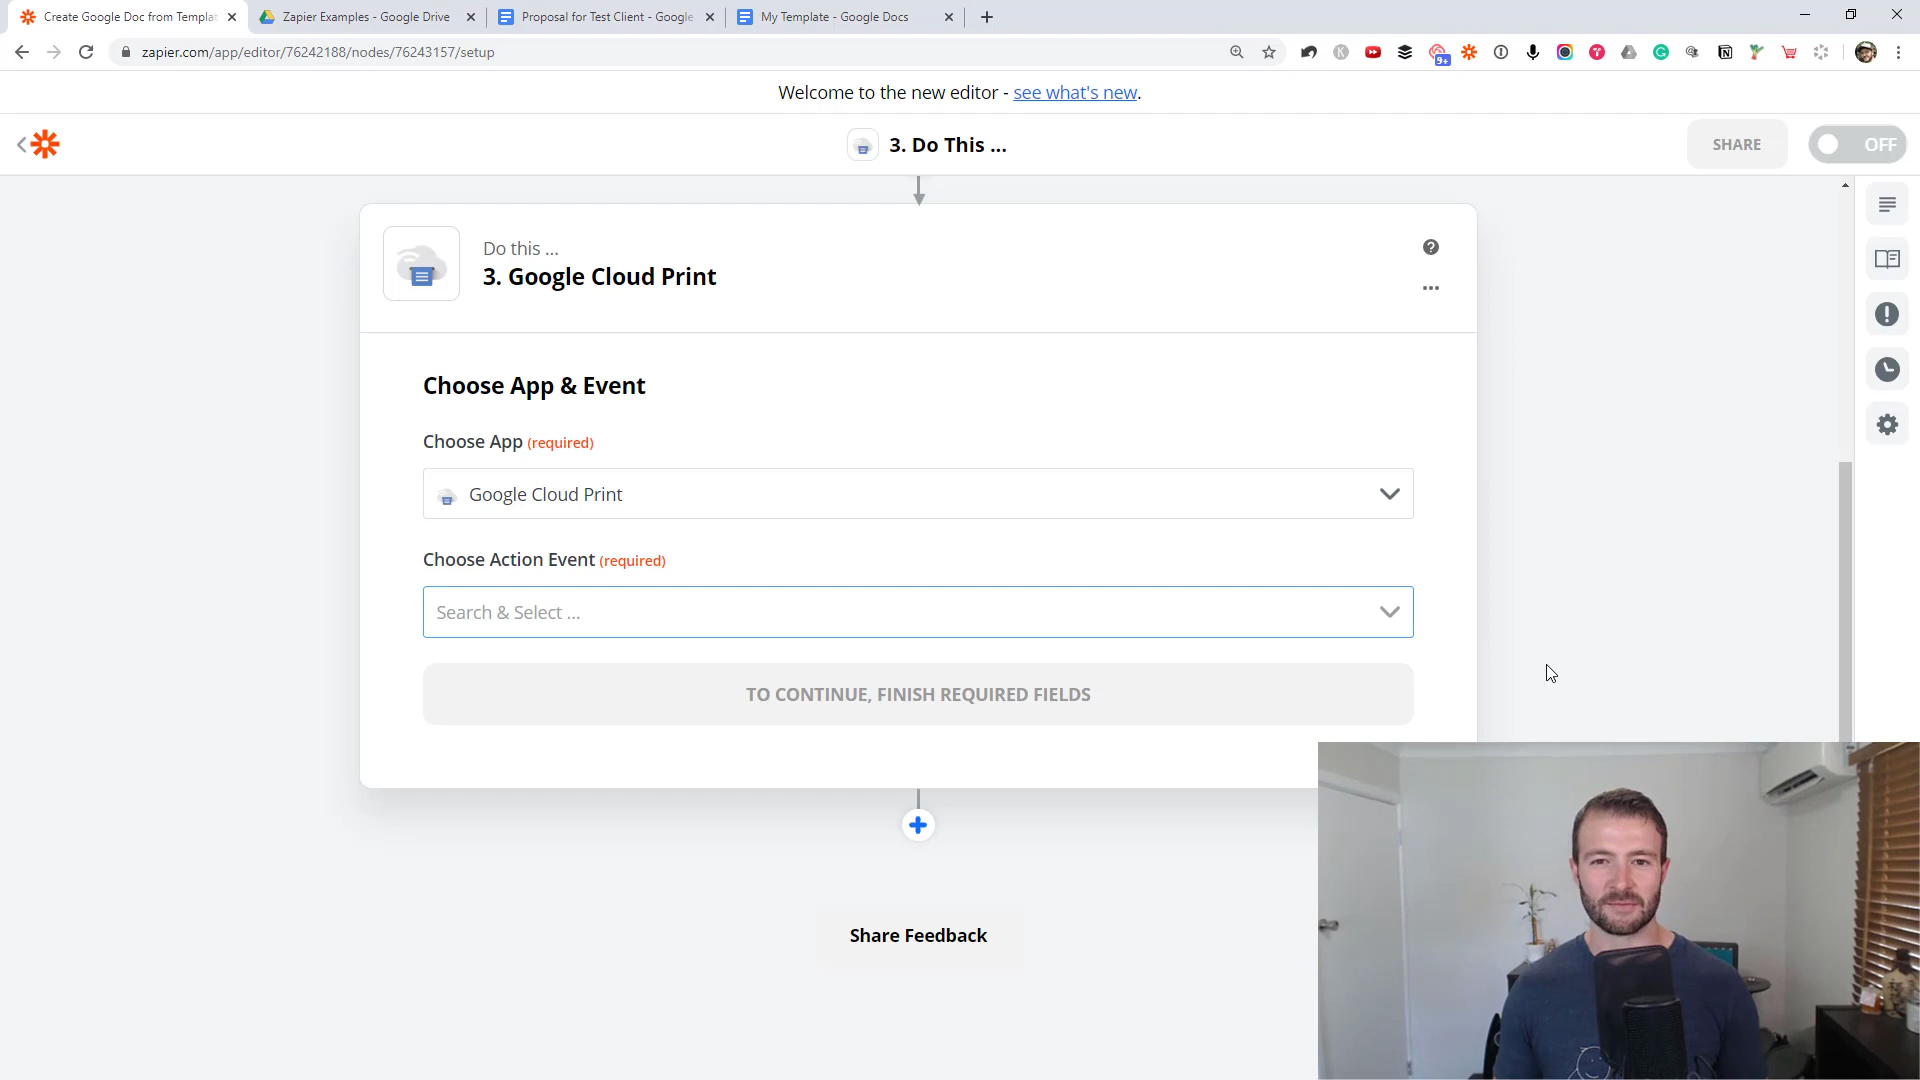 Create Google Doc from Templat
Zapier Examples - Google Drive
Proposal for Test Client - Google
My Template - Google Docs
zapier.com/app/editor/76242188/nodes/76243157/setup
9+
Welcome to the new editor - see what's new.
3. Do This ...
SHARE
OFF
Do this ...
3. Google Cloud Print
Choose App & Event
Choose App (required)
Google Cloud Print
Choose Action Event (required)
Search & Select ...
TO CONTINUE, FINISH REQUIRED FIELDS
Share Feedback